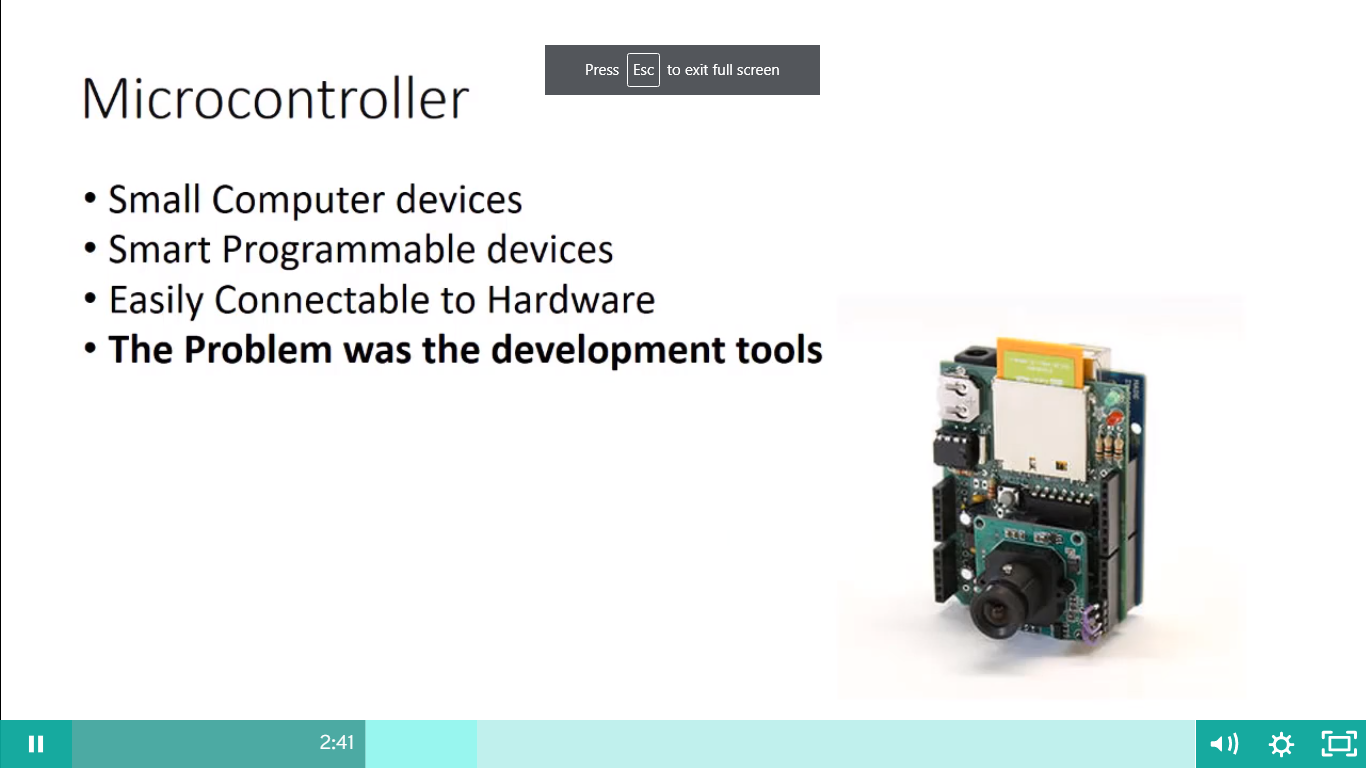 Press Esc to exit full screen
Microcontroller
• Small Computer devices
• Smart Programmable devices
• Easily Connectable to Hardware
• The Problem was the development tools
2:41